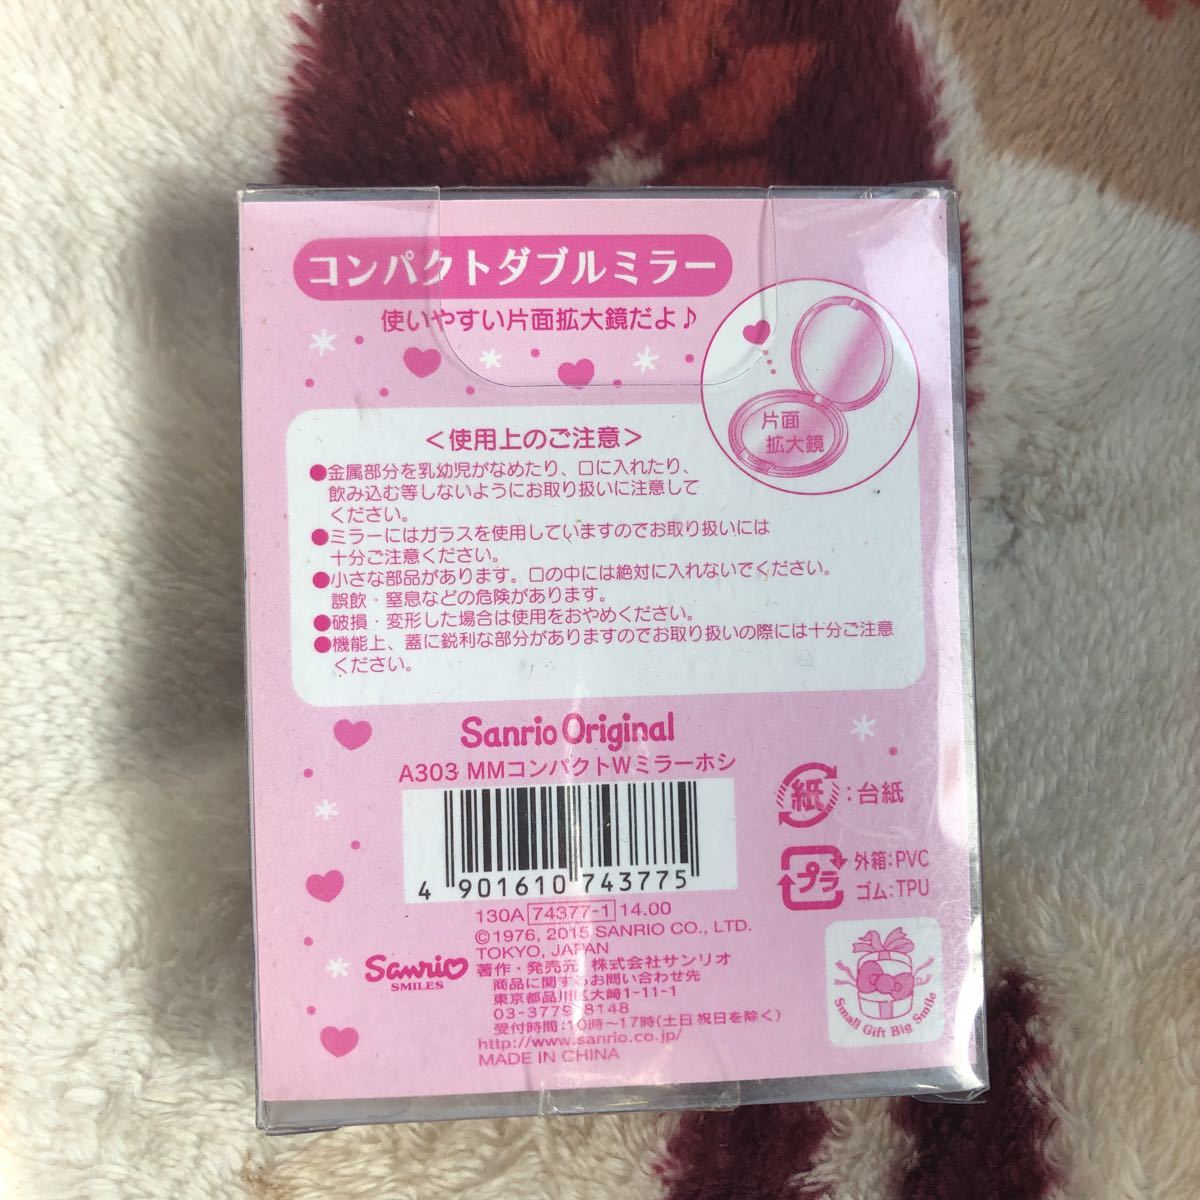 コンパクトダブルミラー
使いやすい片面拡大鏡だよ♪
片面
拡大鏡
＜使用上のご注意＞
●金属部分を乳幼児がなめたり、口に入れたり、
飲み込む等しないようにお取り扱いに注意して
ください。
●ミラーにはガラスを使用していますのでお取り扱いには
十分ご注意ください。
●小さな部品があります。口の中には絶対に入れないでください。
誤飲・窒息などの危険があります。
●破損・変形した場合は使用をおやめください。
●機能上、蓋に鋭利な部分がありますのでお取り扱いの際には十分ご注意
ください。
Sanrio Original
A303 MMコンパクトWミラーホシ
4 901610 743775
130A 74377-1 14.00
©1976, 2015 SANRIO CO., LTD.
TOKYO, JAPAN
著作・発売元 株式会社サンリオ
商品に関するお問い合わせ先
東京都品川区大崎1-11-1
03-3779-8148
受付時間:10時〜17時(土日祝日を除く)
http://www.sanrio.co.jp/
MADE IN CHINA
Sanrio
SMILES
紙:台紙
プラ
外箱:PVC
ゴム:TPU
Small Gift Big Smile